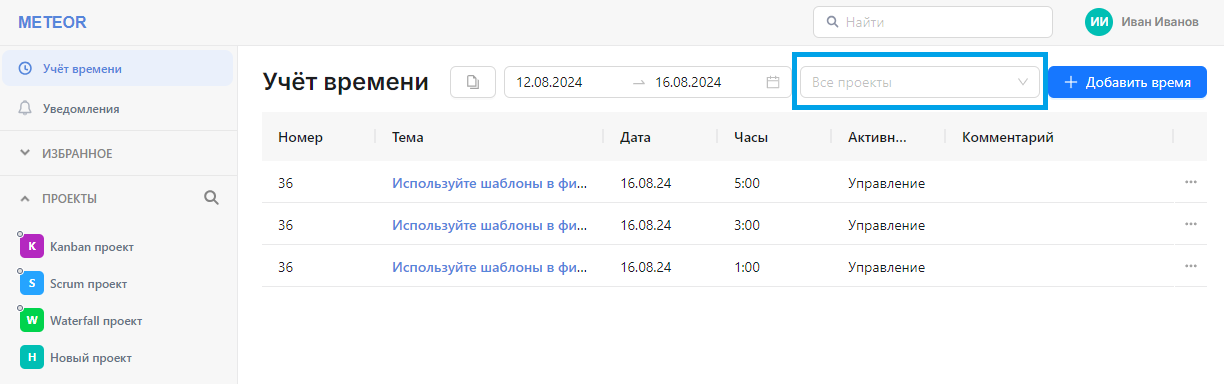 METEOR
Найти
ИИ Иван Иванов
Учёт времени
Уведомления
ИЗБРАННОЕ
ПРОЕКТЫ
K Kanban проект
S Scrum проект
W Waterfall проект
Н Новый проект
Учёт времени 12.08.2024 → 16.08.2024 Все проекты + Добавить время
Номер Тема Дата Часы Активн... Комментарий
36 Используйте шаблоны в фи... 16.08.24 5:00 Управление ...
36 Используйте шаблоны в фи... 16.08.24 3:00 Управление ...
36 Используйте шаблоны в фи... 16.08.24 1:00 Управление ...